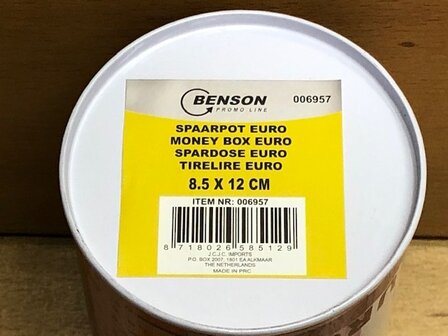 BENSON
PROMO LINE
006957
SPAARPOT EURO
MONEY BOX EURO
SPARDOSE EURO
TIRELIRE EURO
8.5 X 12 CM
ITEM NR: 006957
8 718026 585129
J.C.J.C. IMPORTS
P.O. BOX 2007, 1801 EA ALKMAAR
THE NETHERLANDS
MADE IN PRC